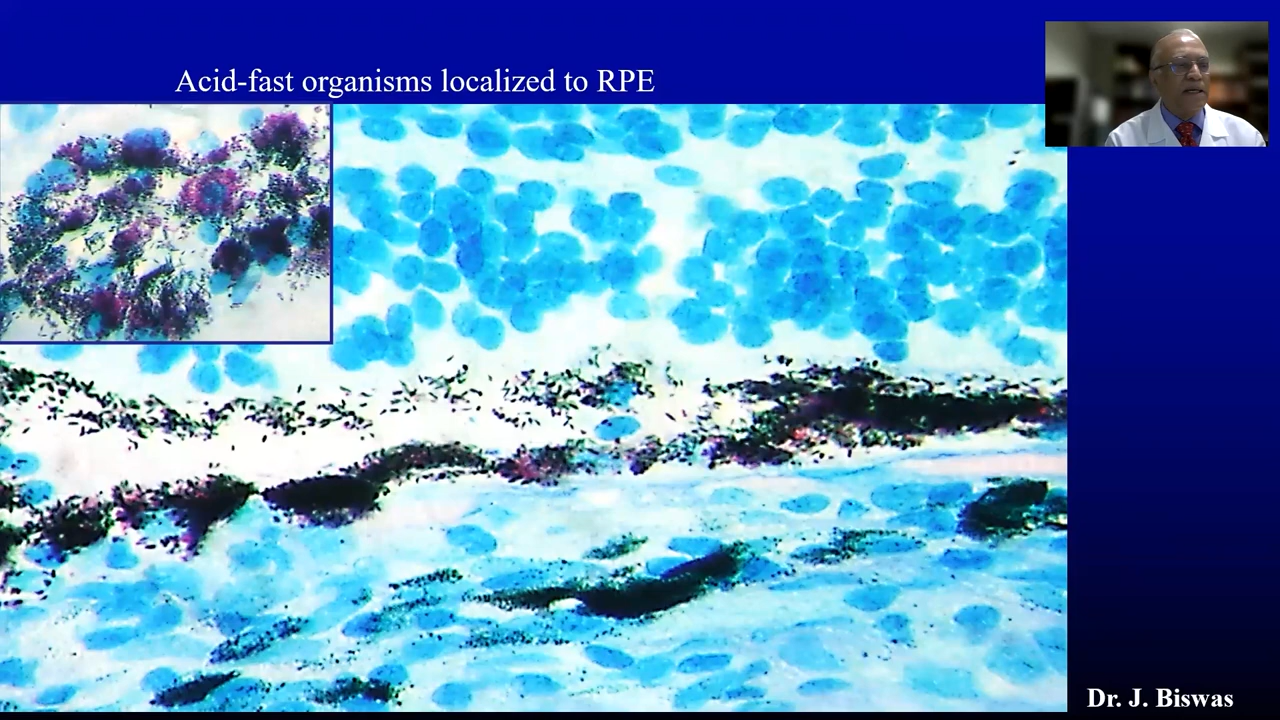 Acid-fast organisms localized to RPE
Dr. J. Biswas